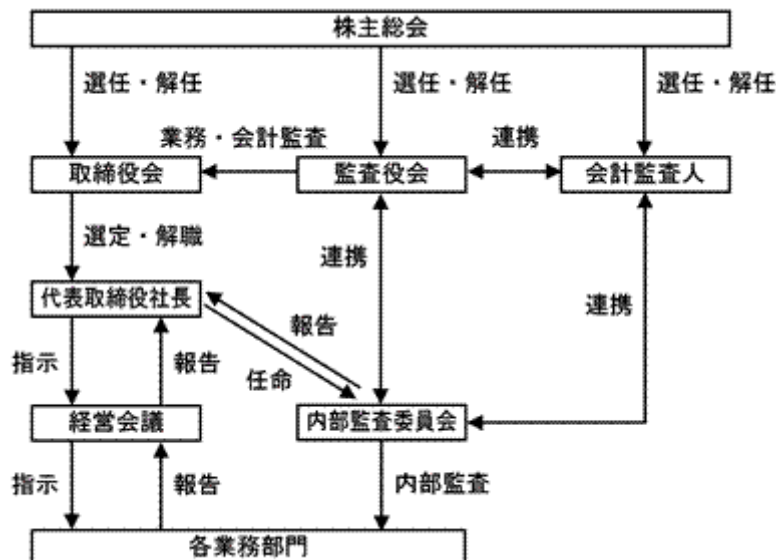 株主総会
選任・解任
選任・解任
選任・解任
業務・会計監査
連携
取締役会
監査役会
会計監査人
選定・解職
連携
代表取締役社長
報告
連携
指示
報告
任命
経営会議
内部監査委員会
指示
報告
内部監査
各業務部門